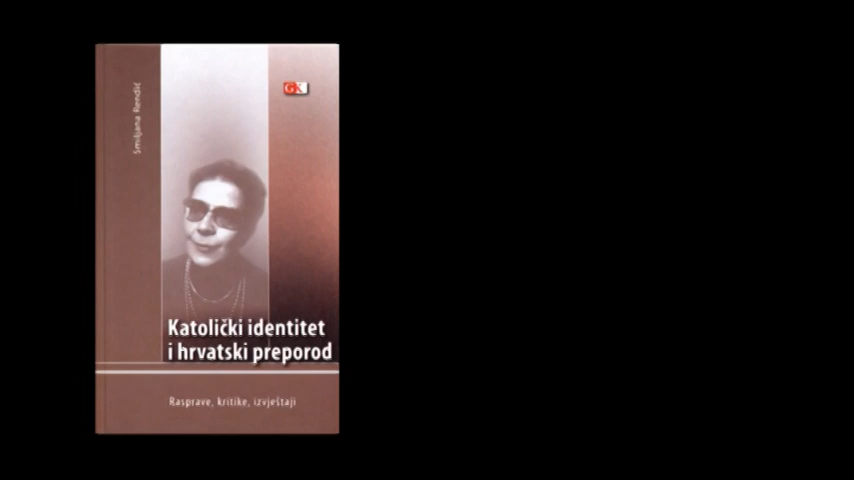 Smiljana Rendić
GK
Katolički identitet
i hrvatski preporod
Rasprave, kritike, izvještaji